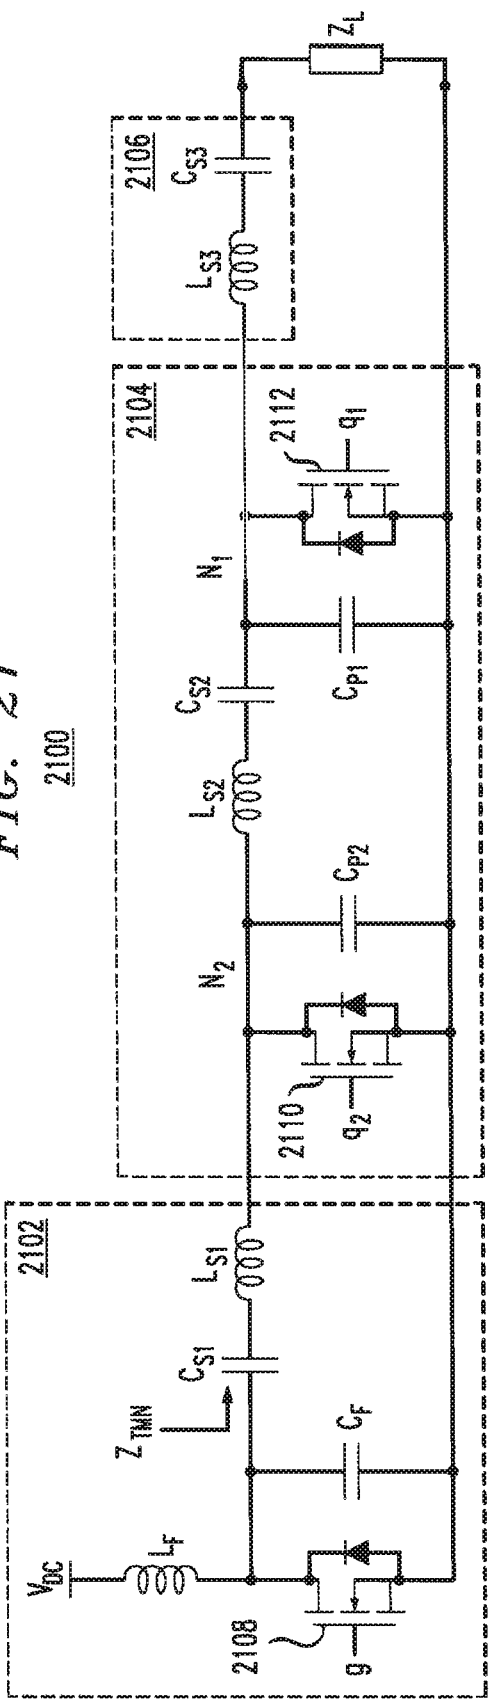 FIG. 21
2100
2102
V_DC
L_F
2108
g
C_F
Z_TMN
C_S1
L_S1
2104
2110
q_2
N_2
C_P2
L_S2
C_S2
N_1
C_P1
2112
q_1
2106
L_S3
C_S3
Z_L